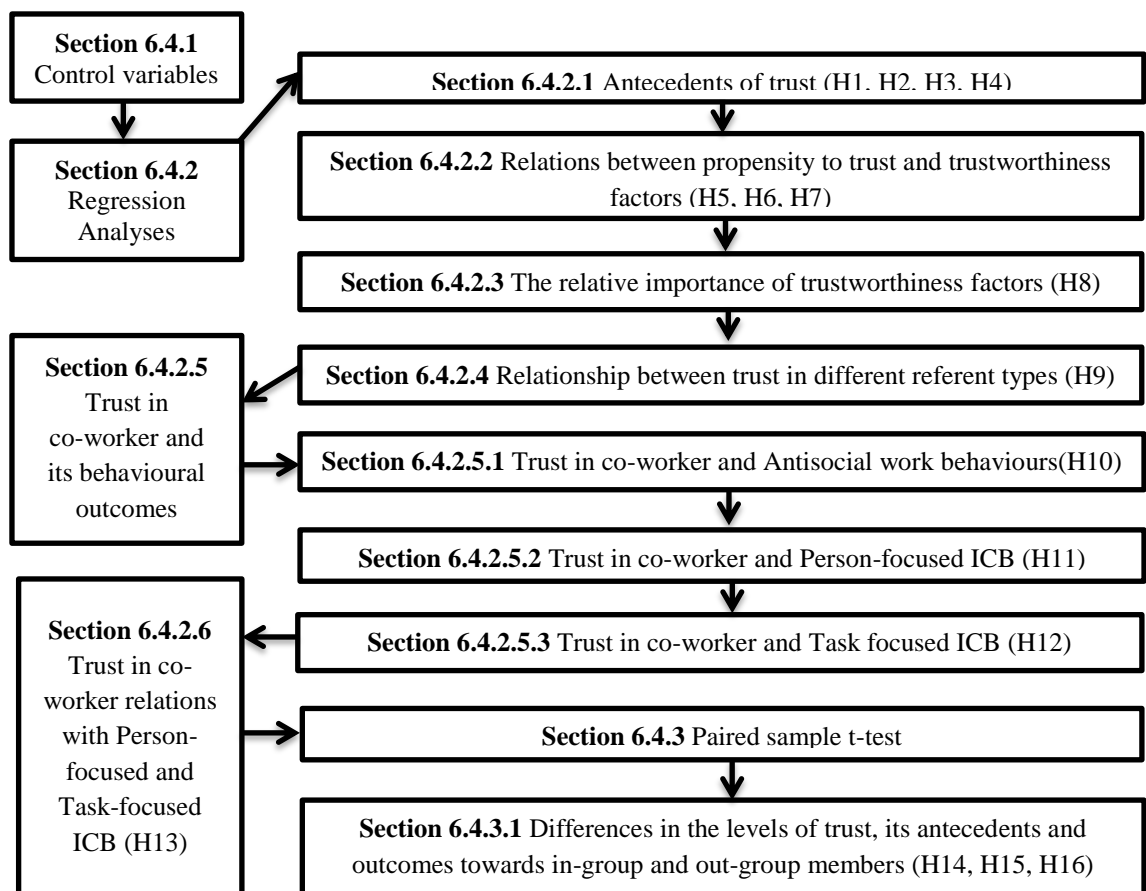 Section 6.4.1
Control variables
Section 6.4.2
Regression
Analyses
Section 6.4.2.1 Antecedents of trust (H1, H2, H3, H4)
Section 6.4.2.2 Relations between propensity to trust and trustworthiness
factors (H5, H6, H7)
Section 6.4.2.3 The relative importance of trustworthiness factors (H8)
Section 6.4.2.4 Relationship between trust in different referent types (H9)
Section 6.4.2.5
Trust in
co-worker and
its behavioural
outcomes
Section 6.4.2.5.1 Trust in co-worker and Antisocial work behaviours(H10)
Section 6.4.2.5.2 Trust in co-worker and Person-focused ICB (H11)
Section 6.4.2.5.3 Trust in co-worker and Task focused ICB (H12)
Section 6.4.2.6
Trust in co-
worker relations
with Person-
focused and
Task-focused
ICB (H13)
Section 6.4.3 Paired sample t-test
Section 6.4.3.1 Differences in the levels of trust, its antecedents and
outcomes towards in-group and out-group members (H14, H15, H16)